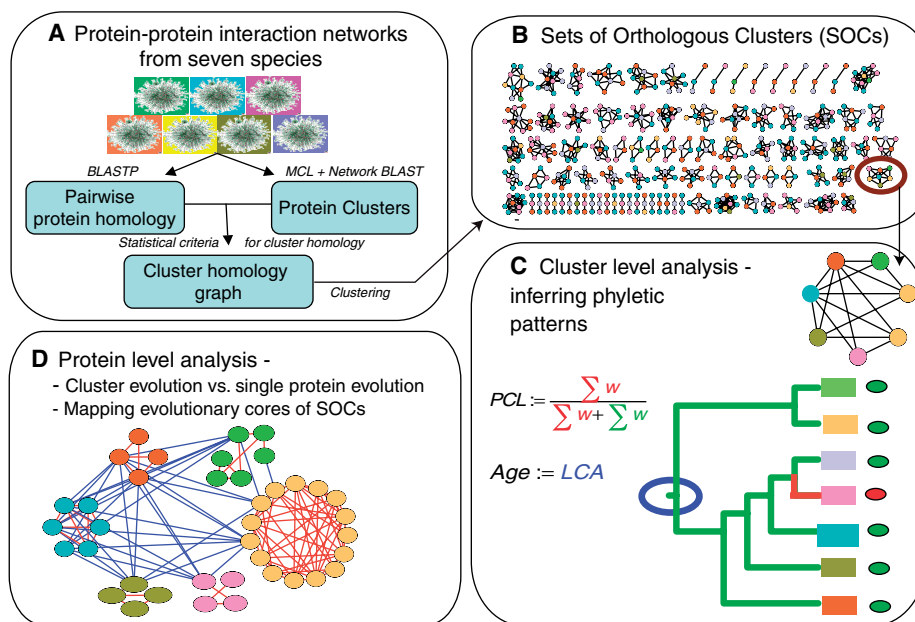 A Protein-protein interaction networks
from seven species
BLASTP
MCL + Network BLAST
Pairwise
protein homology
Protein Clusters
Statistical criteria for cluster homology
Cluster homology
graph
Clustering
B Sets of Orthologous Clusters (SOCs)
C Cluster level analysis -
inferring phyletic
patterns
PCL := ∑ w / ∑ w + ∑ w
Age := LCA
D Protein level analysis -
- Cluster evolution vs. single protein evolution
- Mapping evolutionary cores of SOCs